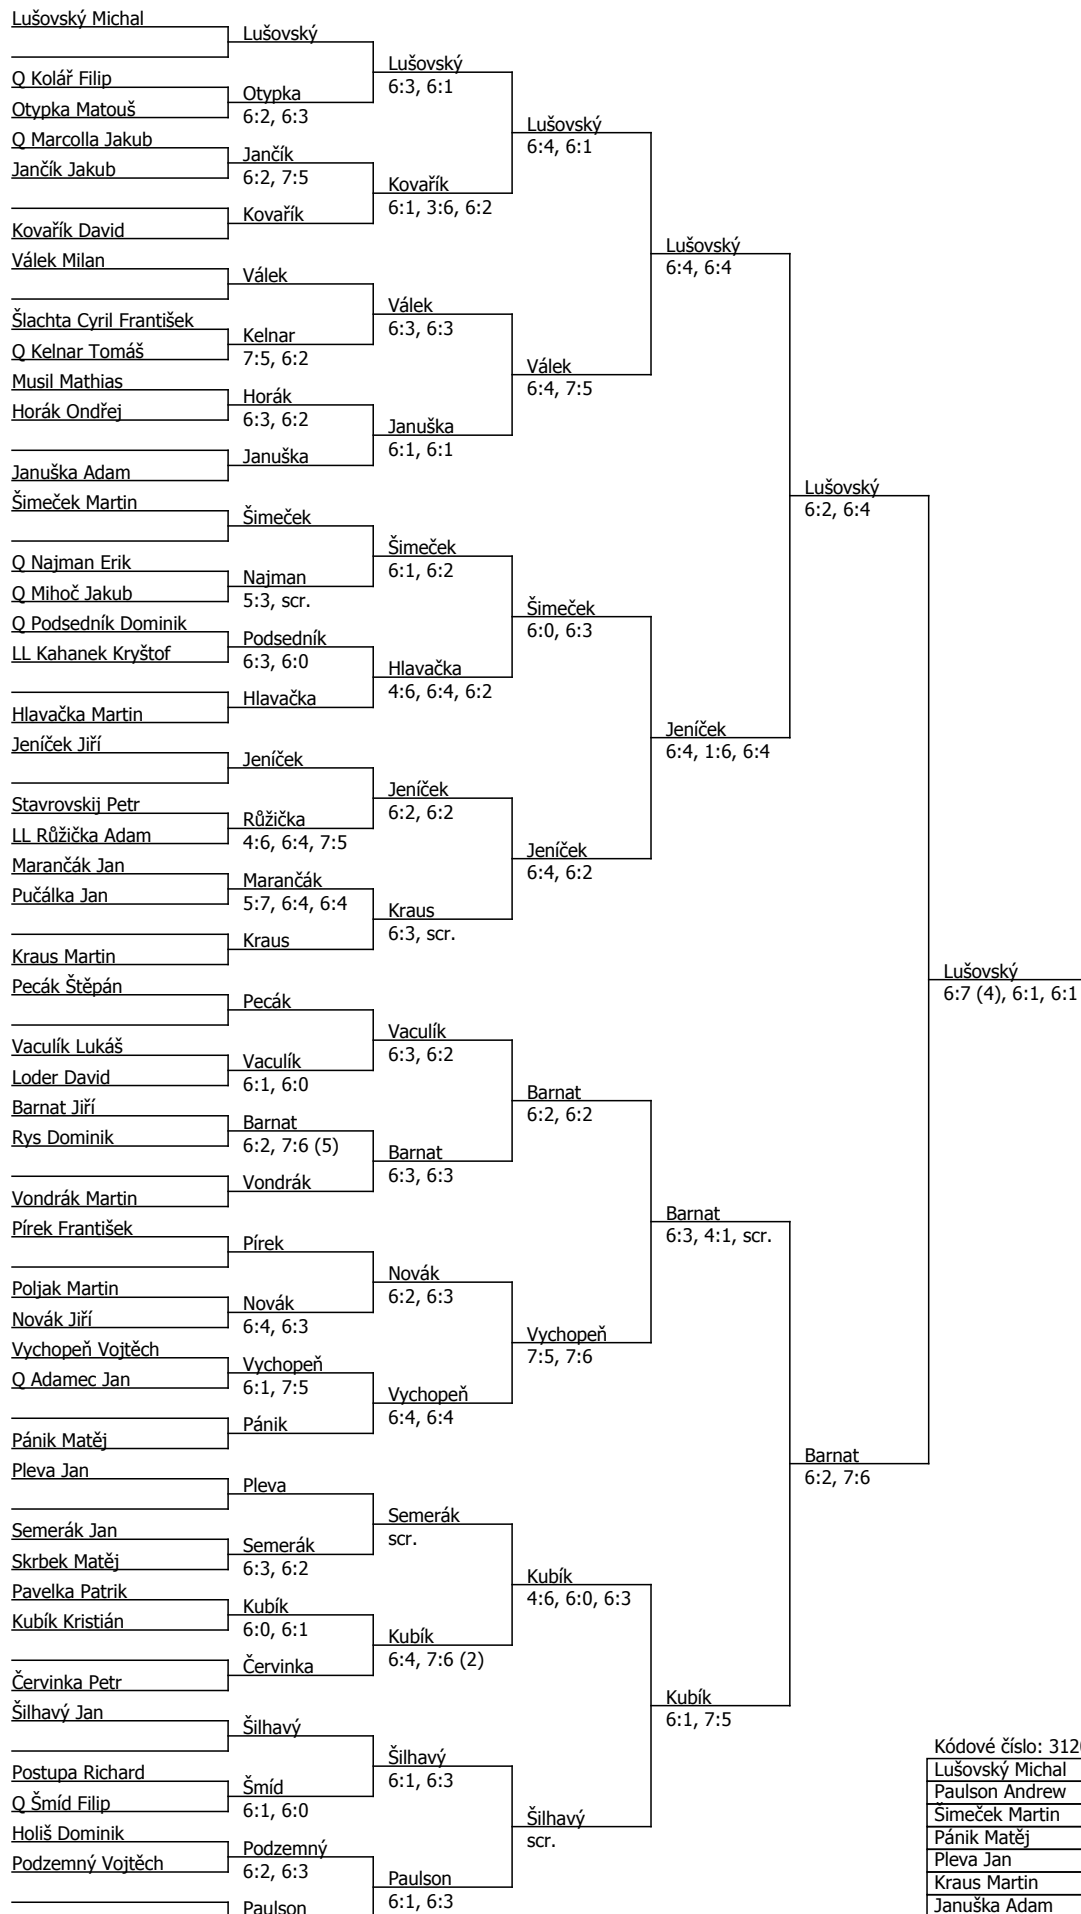 Lušovský Michal
Q Kolář Filip
Otypka Matouš
Q Marcolla Jakub
Jančík Jakub
Kovařík David
Válek Milan
Šlachta Cyril František
Q Kelnar Tomáš
Musil Mathias
Horák Ondřej
Januška Adam
Šimeček Martin
Q Najman Erik
Q Mihoč Jakub
Q Podsedník Dominik
LL Kahanek Kryštof
Hlavačka Martin
Jeníček Jiří
Stavrovskij Petr
LL Růžička Adam
Marančák Jan
Pučálka Jan
Kraus Martin
Pecák Štěpán
Vaculík Lukáš
Loder David
Barnat Jiří
Rys Dominik
Vondrák Martin
Pírek František
Poljak Martin
Novák Jiří
Vychopeň Vojtěch
Q Adamec Jan
Pánik Matěj
Pleva Jan
Semerák Jan
Skrbek Matěj
Pavelka Patrik
Kubík Kristián
Červinka Petr
Šilhavý Jan
Postupa Richard
Q Šmíd Filip
Holiš Dominik
Podzemný Vojtěch
Lušovský
Otypka
6:2, 6:3
Jančík
6:2, 7:5
Kovařík
Válek
Kelnar
7:5, 6:2
Horák
6:3, 6:2
Januška
Šimeček
Najman
5:3, scr.
Podsedník
6:3, 6:0
Hlavačka
Jeníček
Růžička
4:6, 6:4, 7:5
Marančák
5:7, 6:4, 6:4
Kraus
Pecák
Vaculík
6:1, 6:0
Barnat
6:2, 7:6 (5)
Vondrák
Pírek
Novák
6:4, 6:3
Vychopeň
6:1, 7:5
Pánik
Pleva
Semerák
6:3, 6:2
Kubík
6:0, 6:1
Červinka
Šilhavý
Šmíd
6:1, 6:0
Podzemný
6:2, 6:3
Paulson
Lušovský
6:3, 6:1
Kovařík
6:1, 3:6, 6:2
Válek
6:3, 6:3
Januška
6:1, 6:1
Šimeček
6:1, 6:2
Hlavačka
4:6, 6:4, 6:2
Jeníček
6:2, 6:2
Kraus
6:3, scr.
Vaculík
6:3, 6:2
Barnat
6:3, 6:3
Novák
6:2, 6:3
Vychopeň
6:4, 6:4
Semerák
scr.
Kubík
6:4, 7:6 (2)
Šilhavý
6:1, 6:3
Paulson
6:1, 6:3
Lušovský
6:4, 6:1
Válek
6:4, 7:5
Šimeček
6:0, 6:3
Jeníček
6:4, 6:2
Barnat
6:2, 6:2
Vychopeň
7:5, 7:6
Kubík
4:6, 6:0, 6:3
Šilhavý
scr.
Lušovský
6:4, 6:4
Jeníček
6:4, 1:6, 6:4
Barnat
6:3, 4:1, scr.
Kubík
6:1, 7:5
Lušovský
6:2, 6:4
Barnat
6:2, 7:6
Lušovský
6:7 (4), 6:1, 6:1
Kódové číslo:
Lušovský Michal
Paulson Andrew
Šimeček Martin
Pánik Matěj
Pleva Jan
Kraus Martin
Januška Adam